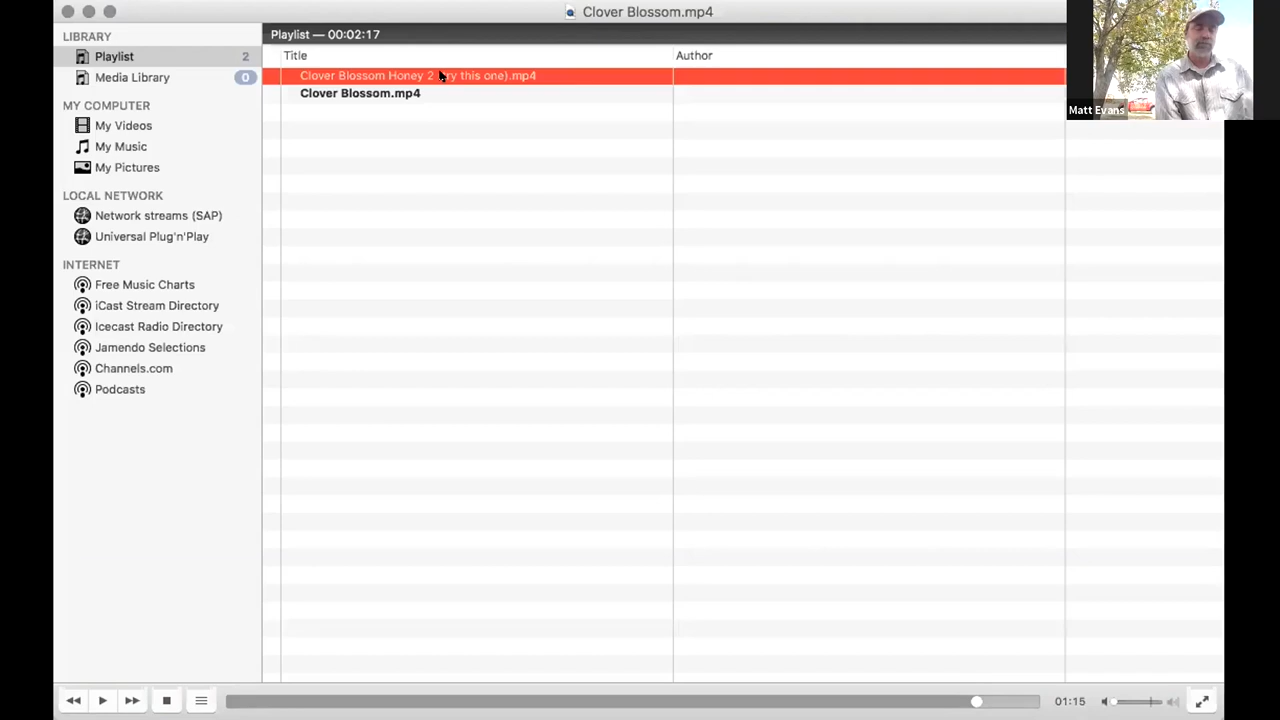 Clover Blossom.mp4
LIBRARY
Playlist 2
Media Library 0
MY COMPUTER
My Videos
My Music
My Pictures
LOCAL NETWORK
Network streams (SAP)
Universal Plug'n'Play
INTERNET
Free Music Charts
iCast Stream Directory
Icecast Radio Directory
Jamendo Selections
Channels.com
Podcasts
Playlist — 00:02:17
Title Author
Clover Blossom Honey 2 this one).mp4
Clover Blossom.mp4
Matt Evans
01:15